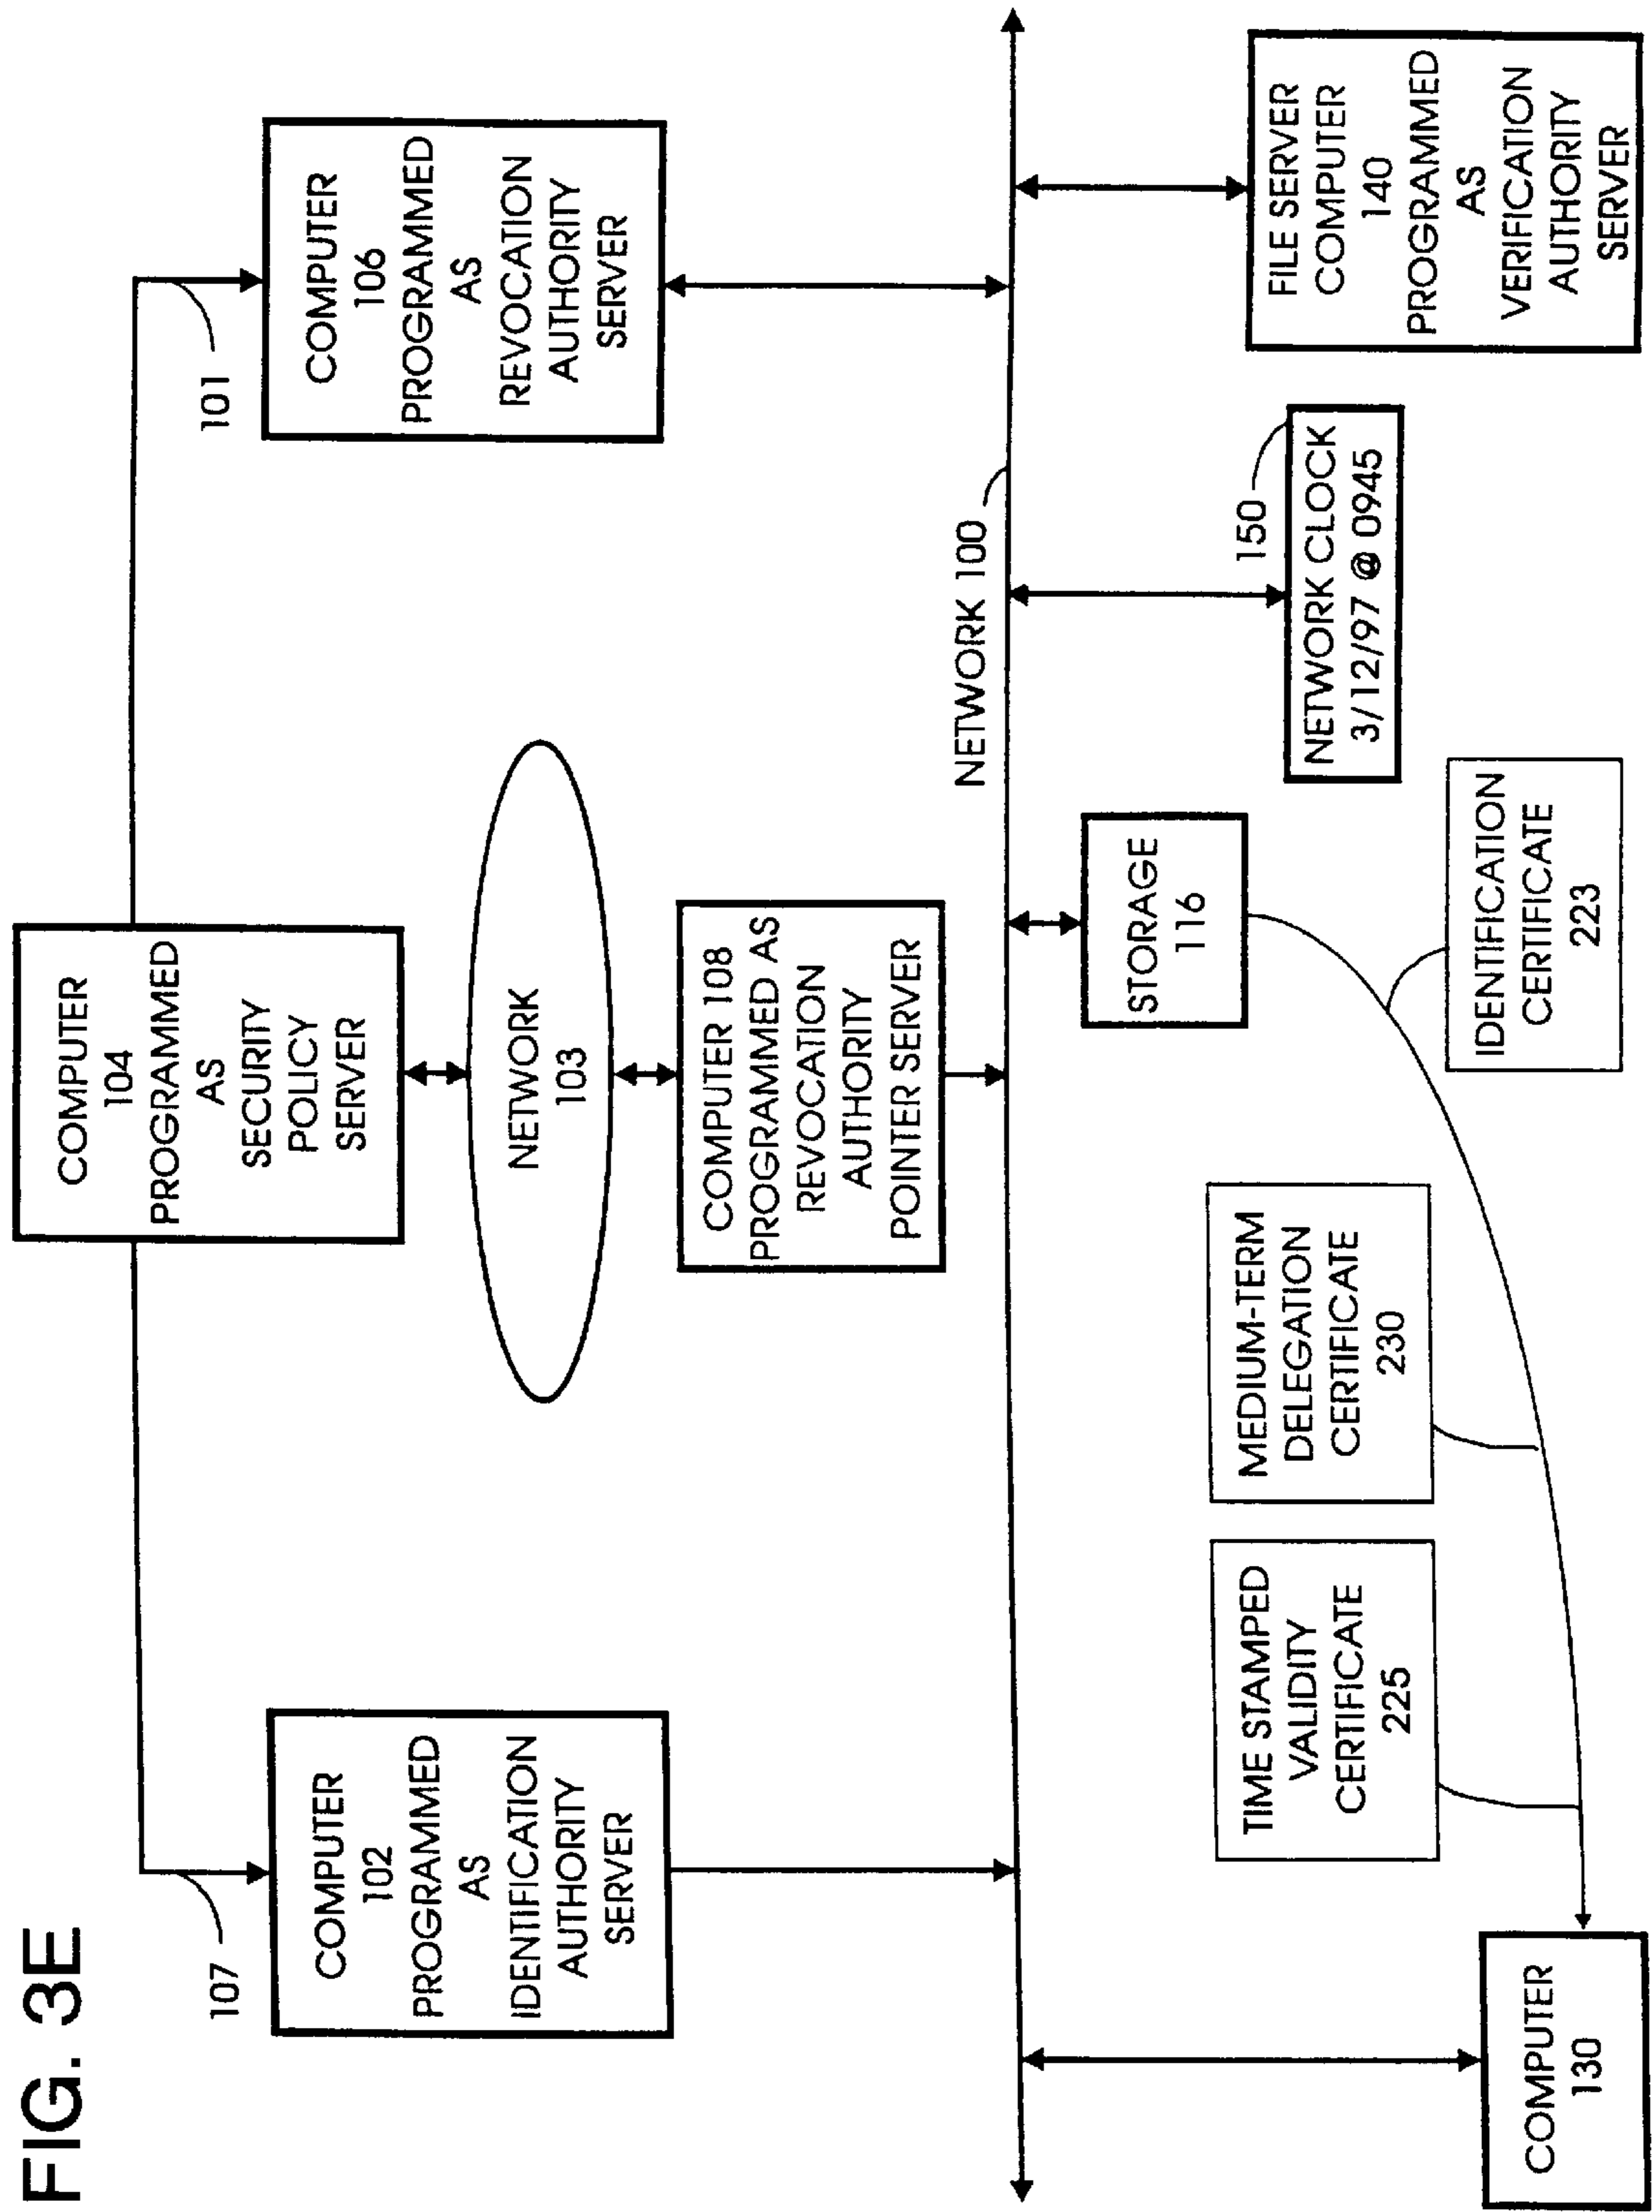 FIG. 3E
COMPUTER
104
PROGRAMMED
AS
SECURITY
POLICY
SERVER
107
101
COMPUTER
102
PROGRAMMED
AS
IDENTIFICATION
AUTHORITY
SERVER
NETWORK
103
COMPUTER
106
PROGRAMMED
AS
REVOCATION
AUTHORITY
SERVER
COMPUTER 108
PROGRAMMED AS
REVOCATION
AUTHORITY
POINTER SERVER
NETWORK 100
STORAGE
116
150
NETWORK CLOCK
3/12/97 @ 0945
FILE SERVER
COMPUTER
140
PROGRAMMED
AS
VERIFICATION
AUTHORITY
SERVER
TIME STAMPED
VALIDITY
CERTIFICATE
225
MEDIUM-TERM
DELEGATION
CERTIFICATE
230
IDENTIFICATION
CERTIFICATE
223
COMPUTER
130